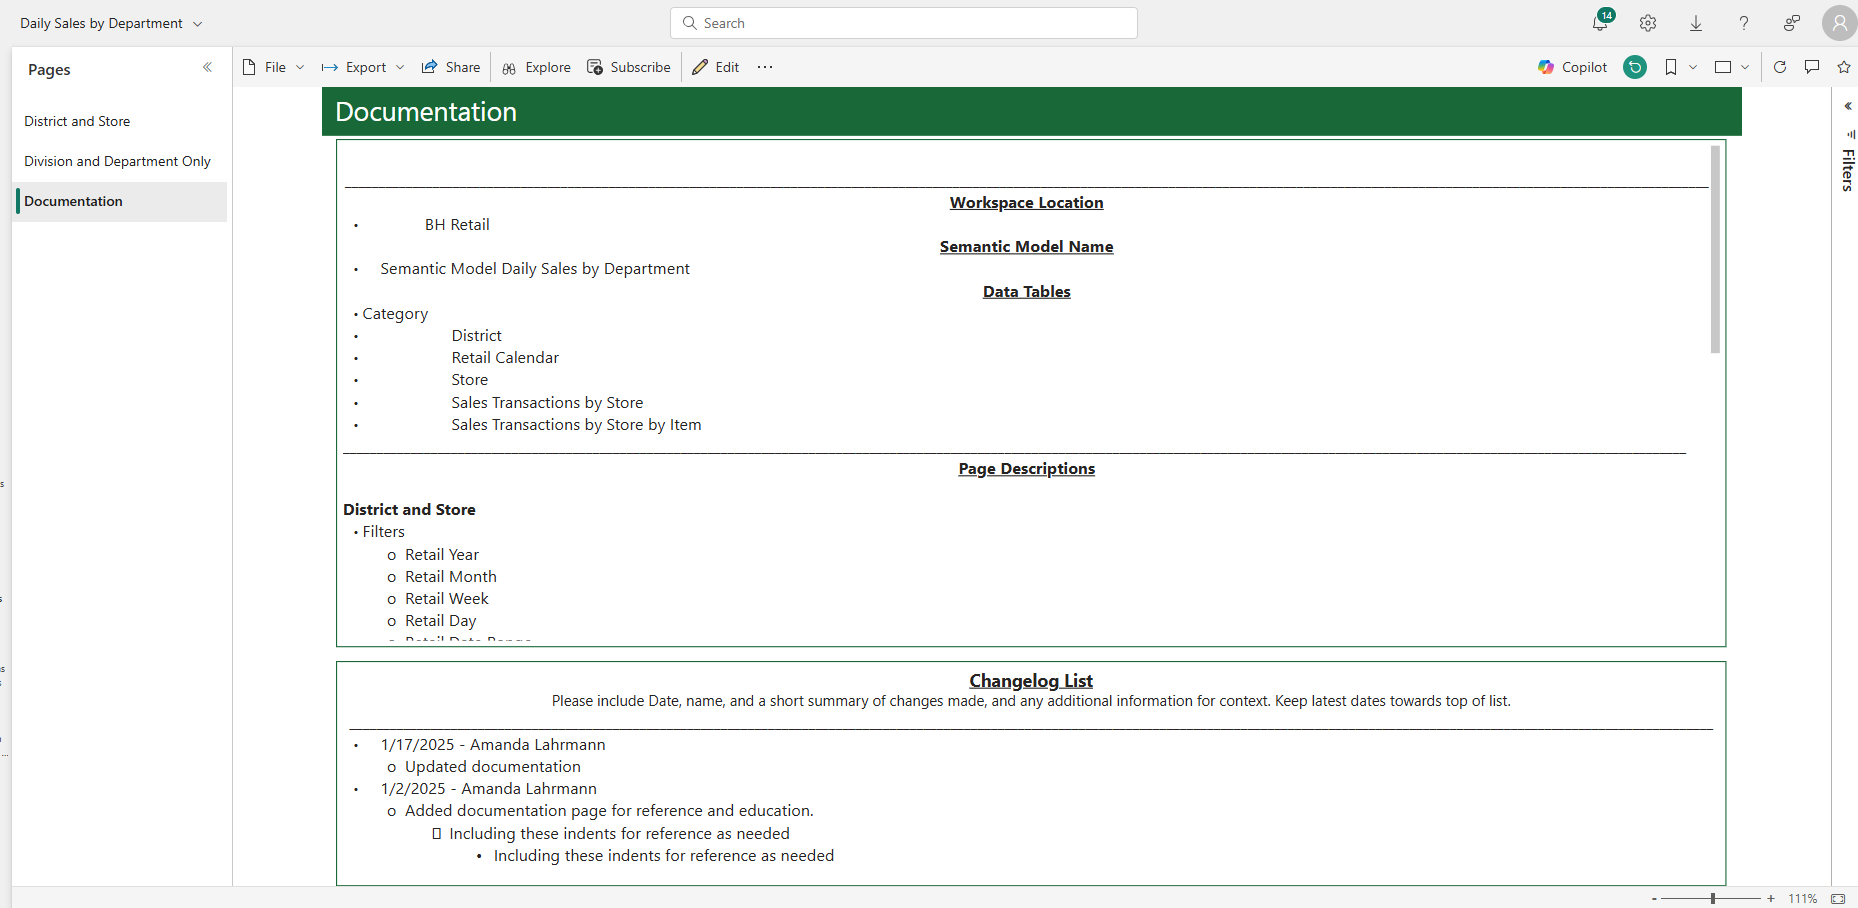 Daily Sales by Department
Search
14
Pages
File
Export
Share
Explore
Subscribe
Edit
Copilot
District and Store
Division and Department Only
Documentation
Documentation
Filters
Workspace Location
• BH Retail
Semantic Model Name
• Semantic Model Daily Sales by Department
Data Tables
• Category
• District
• Retail Calendar
• Store
• Sales Transactions by Store
• Sales Transactions by Store by Item
Page Descriptions
District and Store
• Filters
o Retail Year
o Retail Month
o Retail Week
o Retail Day
o Retail Date Range
Changelog List
Please include Date, name, and a short summary of changes made, and any additional information for context. Keep latest dates towards top of list.
• 1/17/2025 - Amanda Lahrmann
o Updated documentation
• 1/2/2025 - Amanda Lahrmann
o Added documentation page for reference and education.
Including these indents for reference as needed
• Including these indents for reference as needed
- + 111%